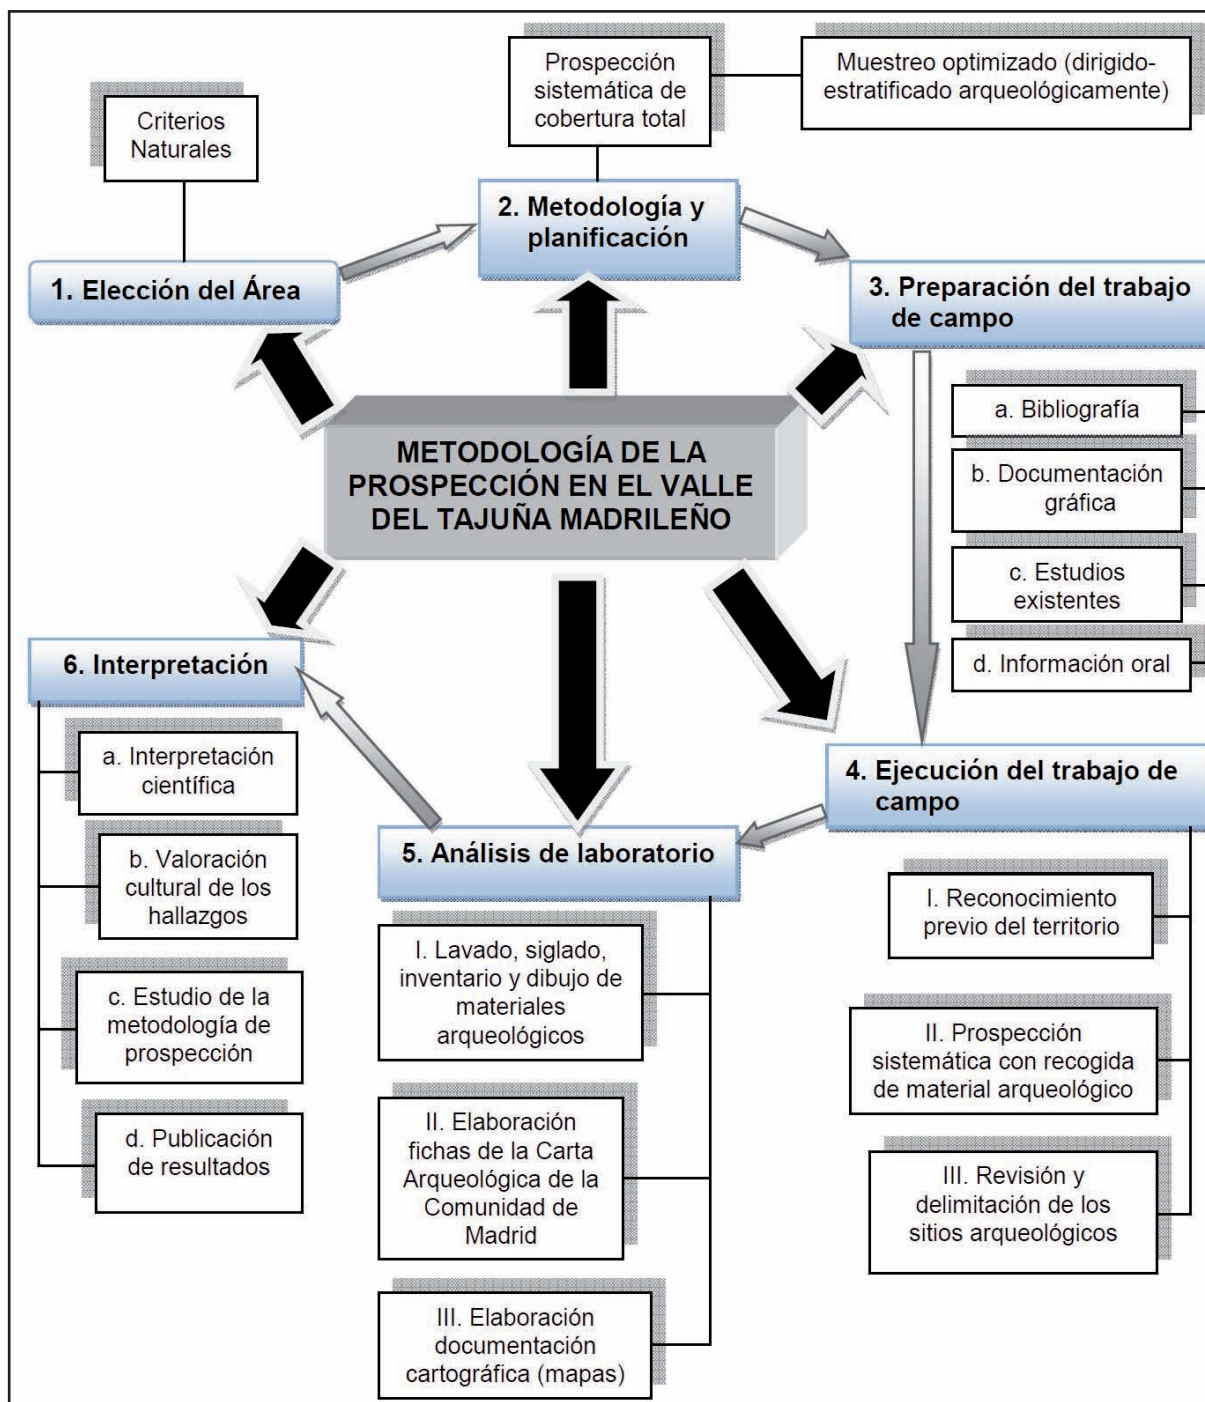 METODOLOGÍA DE LA
PROSPECCIÓN EN EL VALLE
DEL TAJUÑA MADRILEÑO
Criterios
Naturales
1. Elección del Área
Prospección
sistemática de
cobertura total
Muestreo optimizado (dirigido-
estratificado arqueológicamente)
2. Metodología y
planificación
3. Preparación del trabajo
de campo
a. Bibliografía
b. Documentación
gráfica
c. Estudios
existentes
d. Información oral
4. Ejecución del trabajo de
campo
I. Reconocimiento
previo del territorio
II. Prospección
sistemática con recogida
de material arqueológico
III. Revisión y
delimitación de los
sitios arqueológicos
5. Análisis de laboratorio
I. Lavado, siglado,
inventario y dibujo de
materiales
arqueológicos
II. Elaboración
fichas de la Carta
Arqueológica de la
Comunidad de
Madrid
III. Elaboración
documentación
cartográfica (mapas)
6. Interpretación
a. Interpretación
científica
b. Valoración
cultural de los
hallazgos
c. Estudio de la
metodología de
prospección
d. Publicación
de resultados